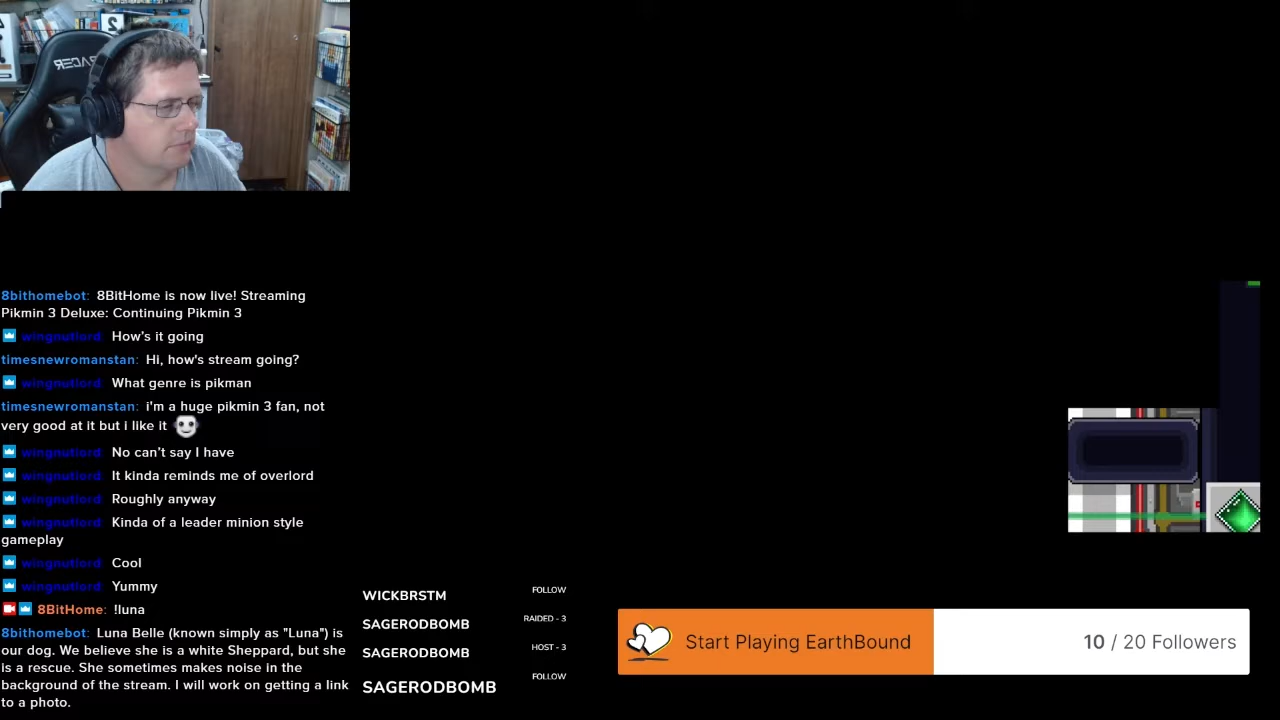 8bithomebot: 8BitHome is now live! Streaming
Pikmin 3 Deluxe: Continuing Pikmin 3
wingnutlord: How's it going
timesnewromanstan: Hi, how's stream going?
wingnutlord: What genre is pikman
timesnewromanstan: i'm a huge pikmin 3 fan, not
very good at it but i like it
wingnutlord: No can't say I have
wingnutlord: It kinda reminds me of overlord
wingnutlord: Roughly anyway
wingnutlord: Kinda of a leader minion style
gameplay
wingnutlord: Cool
wingnutlord: Yummy
8BitHome: !luna
8bithomebot: Luna Belle (known simply as "Luna") is
our dog. We believe she is a white Sheppard, but she
is a rescue. She sometimes makes noise in the
background of the stream. I will work on getting a link
to a photo.
WICKBRSTM FOLLOW
SAGERODBOMB RAIDED - 3
SAGERODBOMB HOST - 3
SAGERODBOMB FOLLOW
Start Playing EarthBound 10 / 20 Followers